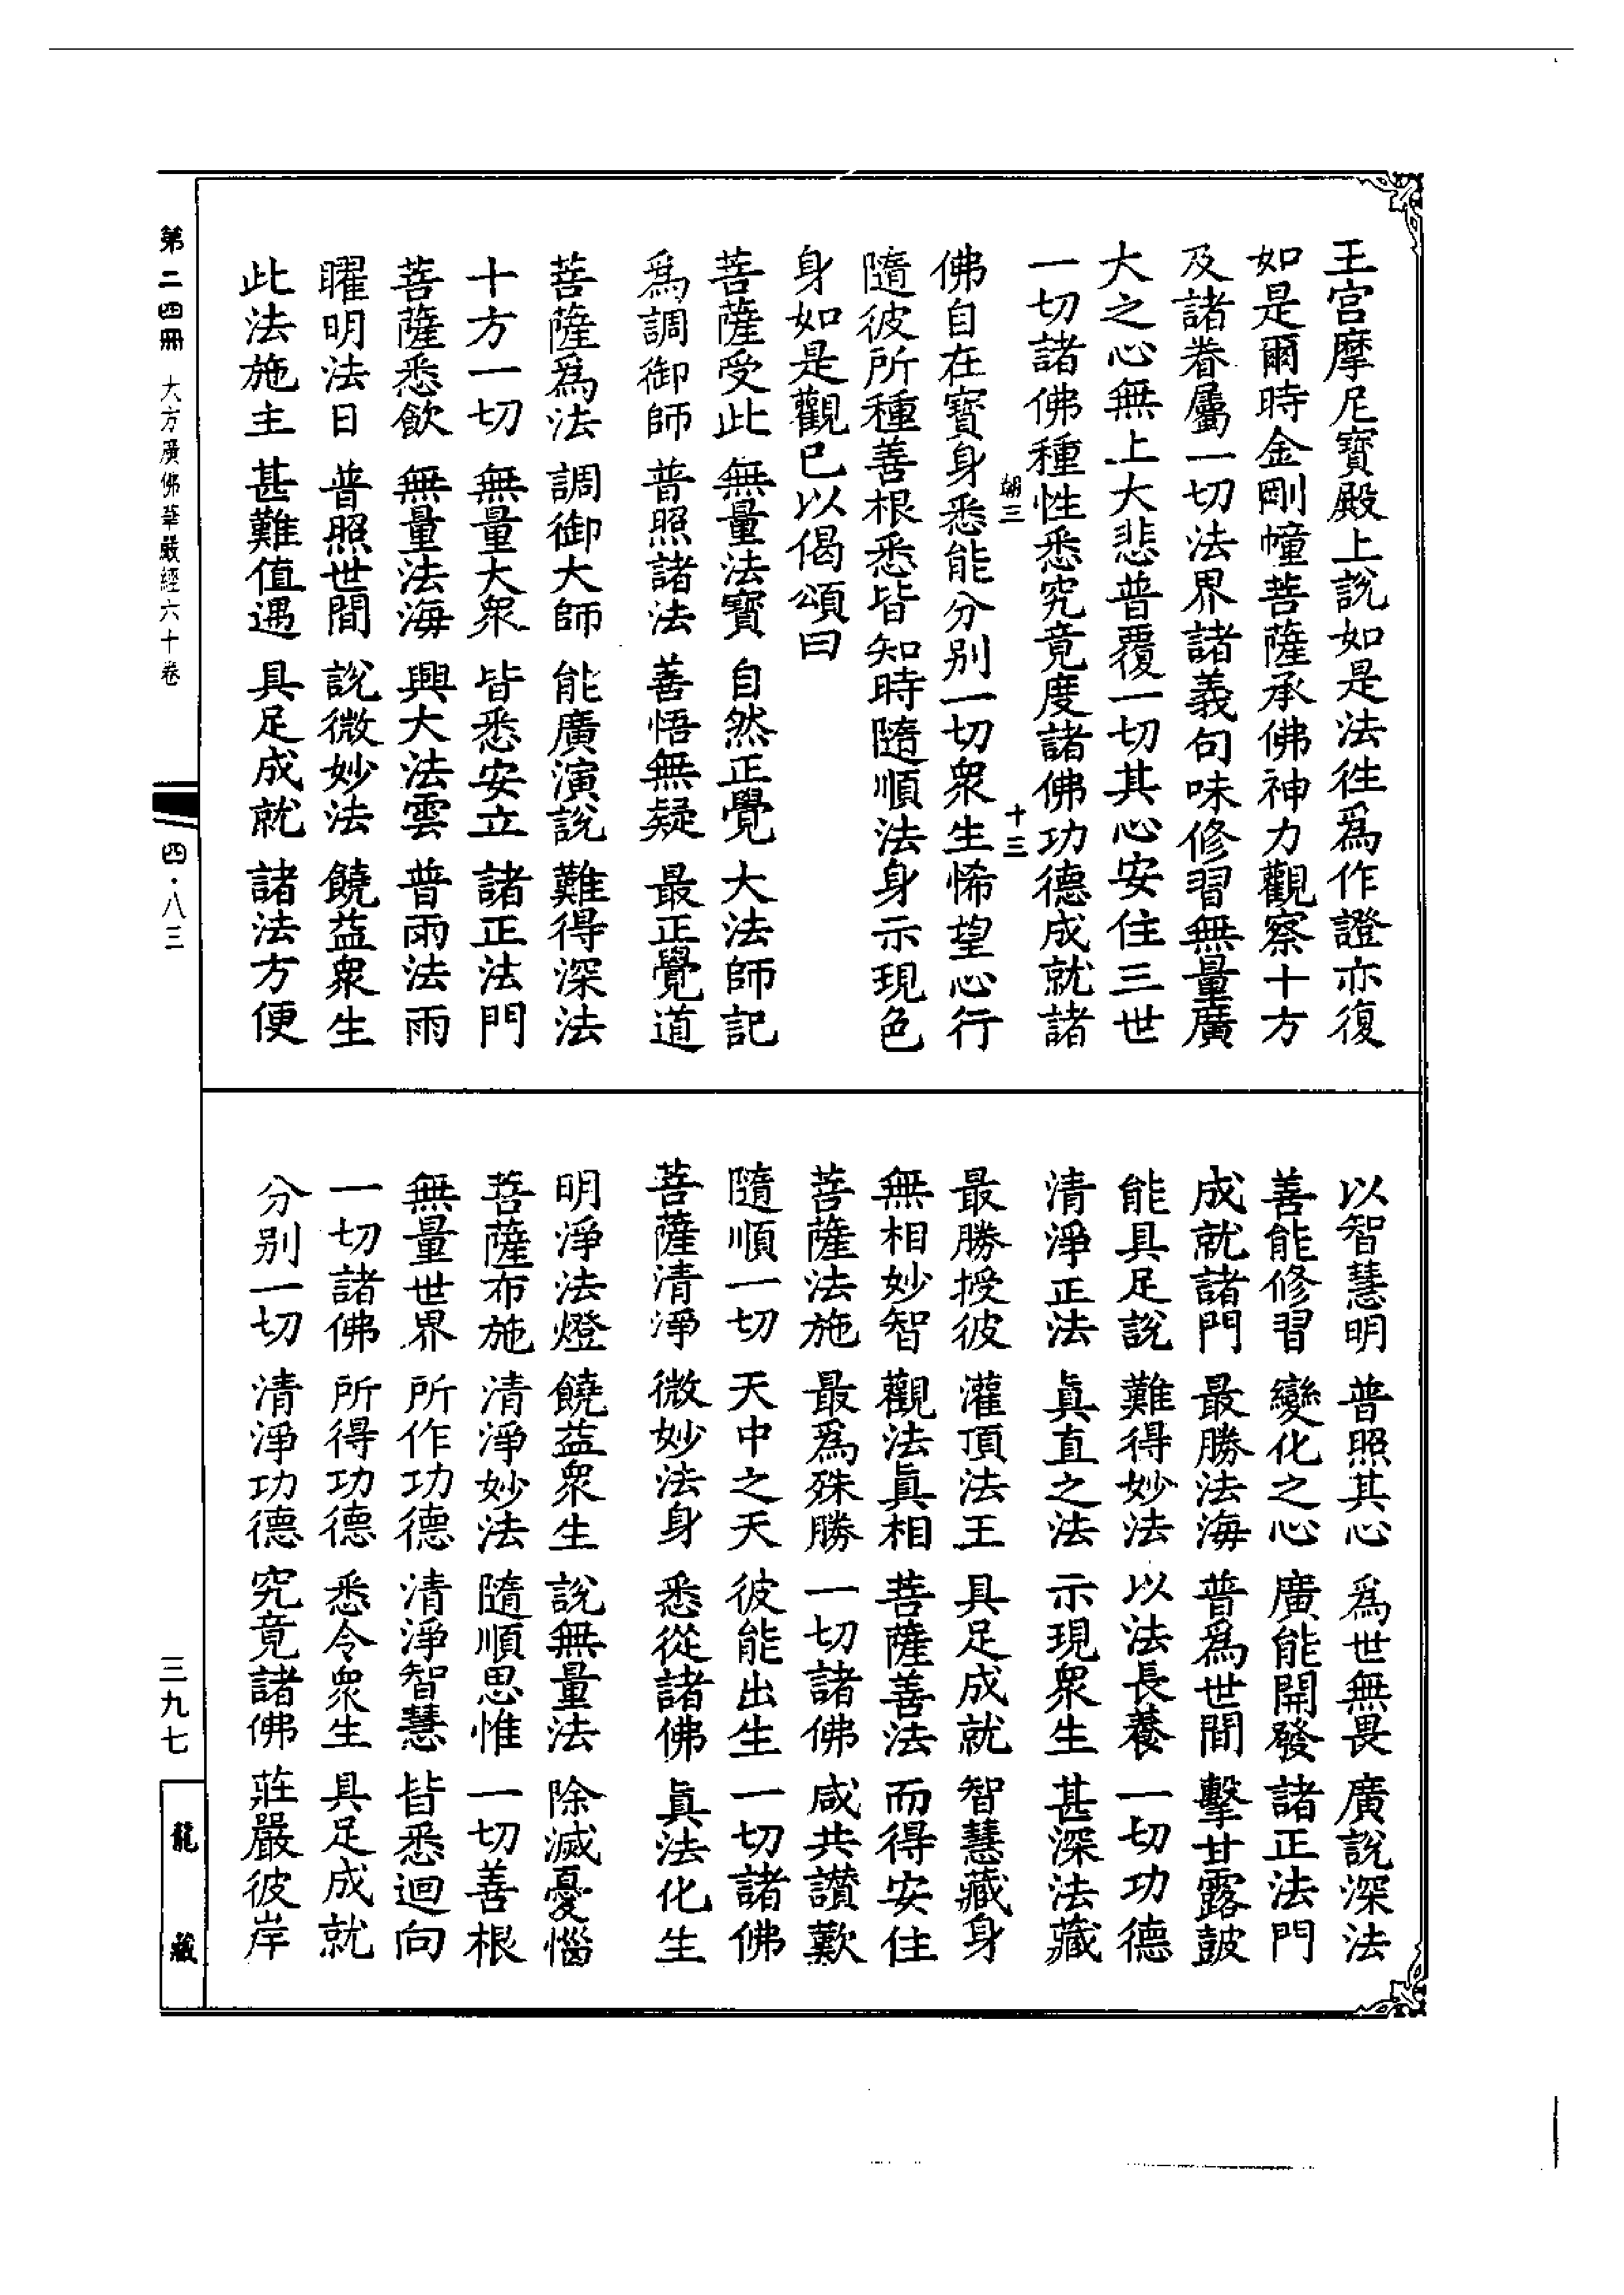 王宮摩尼寶殿上說如是法徃爲作證亦復
如是爾時金剛幢菩薩承佛神力觀察十方
及諸眷屬一切法界諸義句味修習無量廣
大之心無上大悲普覆一切其心安住三世
一切諸佛種性悉究竟度諸佛功德成就諸
朝三
十三
佛自在寶身悉能分別一切衆生悕望心行
隨彼所種善根悉皆知時隨順法身示現色
身如是觀已以偈頌曰
菩薩受此 無量法寶 自然正覺 大法師記
爲調御師 普照諸法 善悟無疑 最正覺道
菩薩爲法 調御大師 能廣演說 難得深法
十方一切 無量大衆 皆悉安立 諸正法門
菩薩悉飲 無量法海 興大法雲 普雨法雨
曜明法日 普照世間 說微妙法 饒益衆生
此法施主 甚難值遇 具足成就 諸法方便
以智慧明 普照其心 爲世無畏 廣說深法
善能修習 變化之心 廣能開發 諸正法門
成就諸門 最勝法海 普爲世間 擊甘露鼓
能具足說 難得妙法 以法長養 一切功德
清淨正法 眞直之法 示現衆生 甚深法藏
最勝授彼 灌頂法王 具足成就 智慧藏身
無相妙智 觀法眞相 菩薩善法 而得安住
菩薩法施 最爲殊勝 一切諸佛 咸共讚歎
隨順一切 天中之天 彼能出生 一切諸佛
菩薩清淨 微妙法身 悉從諸佛 眞法化生
明淨法燈 饒益衆生 說無量法 除滅憂惱
菩薩布施 清淨妙法 隨順思惟 一切善根
無量世界 所作功德 清淨智慧 皆悉迴向
一切諸佛 所得功德 悉令衆生 具足成就
分別一切 清淨功德 究竟諸佛 莊嚴彼岸
第二四冊 大方廣佛華嚴經六十卷
四·八三
三九七
龍藏